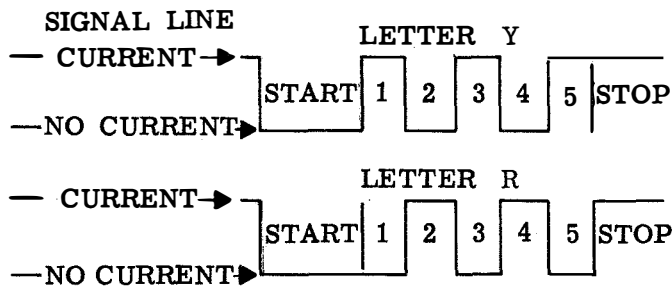 SIGNAL LINE
LETTER Y
— CURRENT→
START 1 2 3 4 5 STOP
—NO CURRENT→
LETTER R
— CURRENT→
START 1 2 3 4 5 STOP
—NO CURRENT→